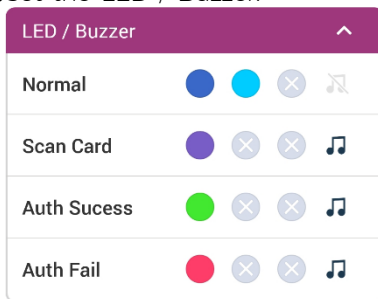 LED / Buzzer
Normal
Scan Card
Auth Sucess
Auth Fail